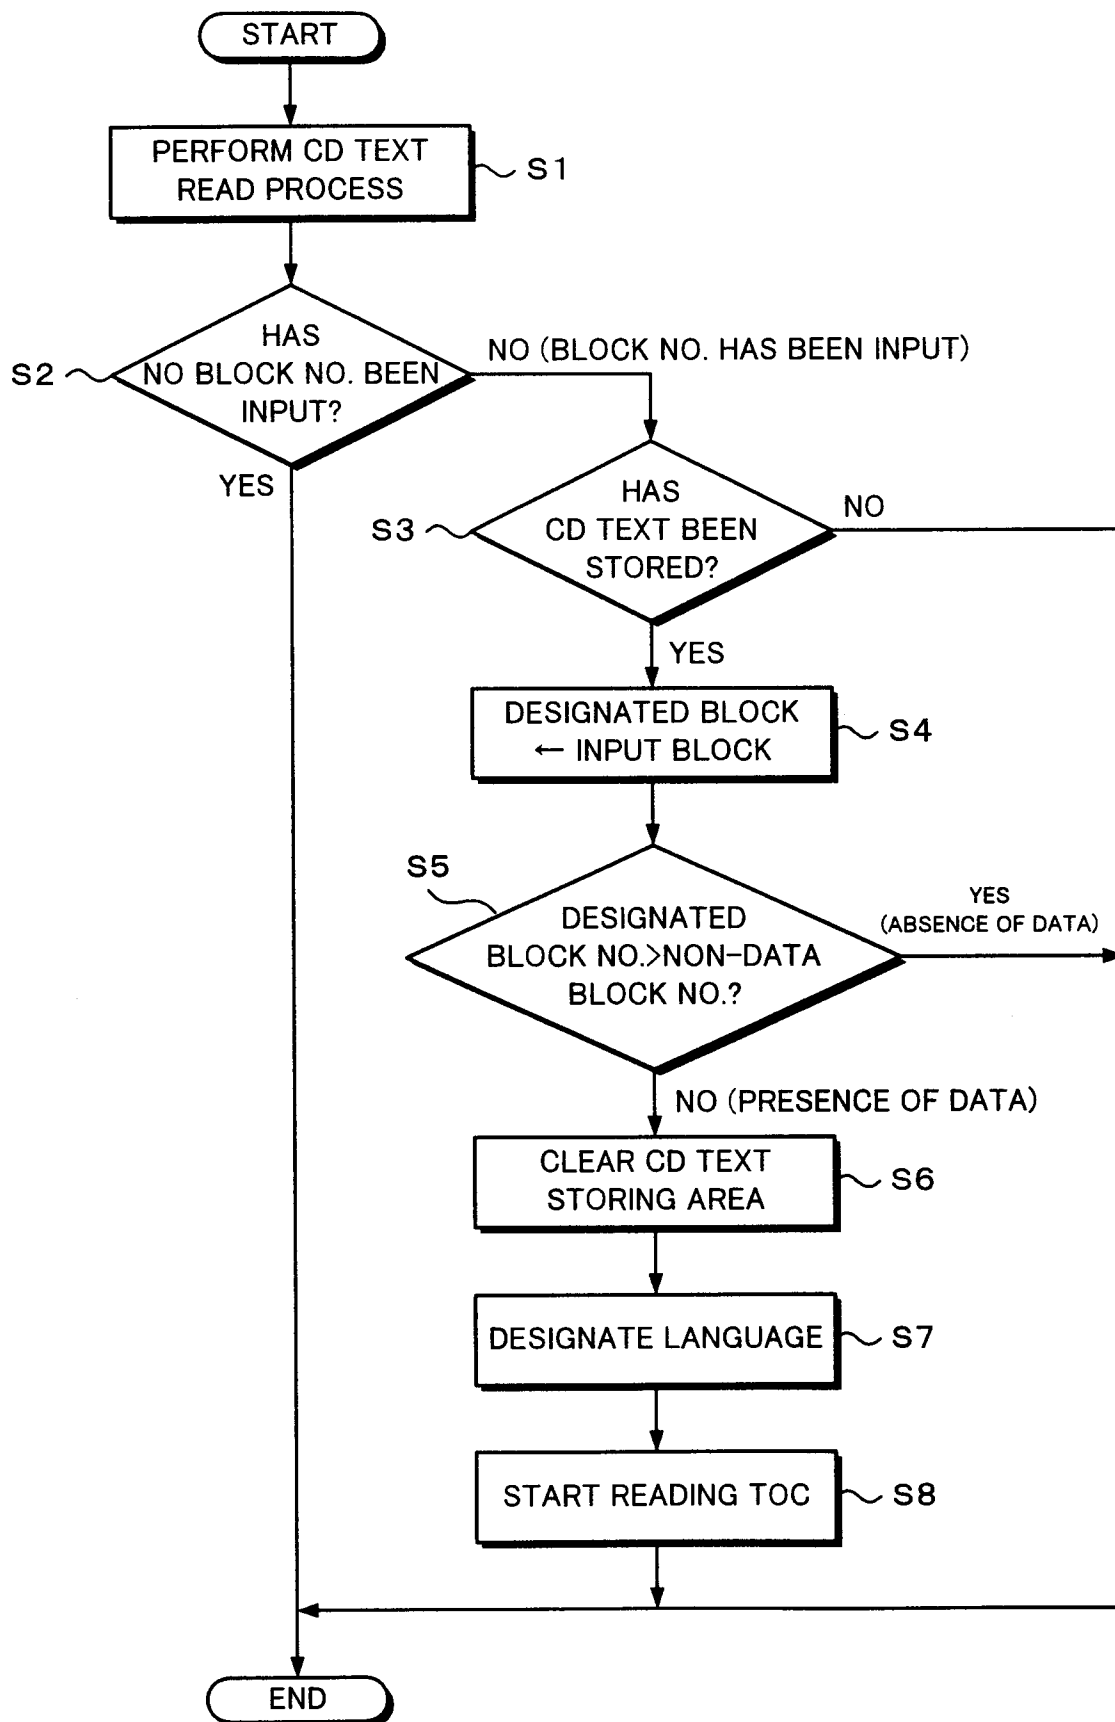 START
PERFORM CD TEXT
READ PROCESS
S1
HAS
NO BLOCK NO. BEEN
INPUT?
S2
NO (BLOCK NO. HAS BEEN INPUT)
YES
HAS
CD TEXT BEEN
STORED?
S3
NO
YES
DESIGNATED BLOCK
← INPUT BLOCK
S4
S5
DESIGNATED
BLOCK NO.>NON-DATA
BLOCK NO.?
YES
(ABSENCE OF DATA)
NO (PRESENCE OF DATA)
CLEAR CD TEXT
STORING AREA
S6
DESIGNATE LANGUAGE
S7
START READING TOC
S8
END